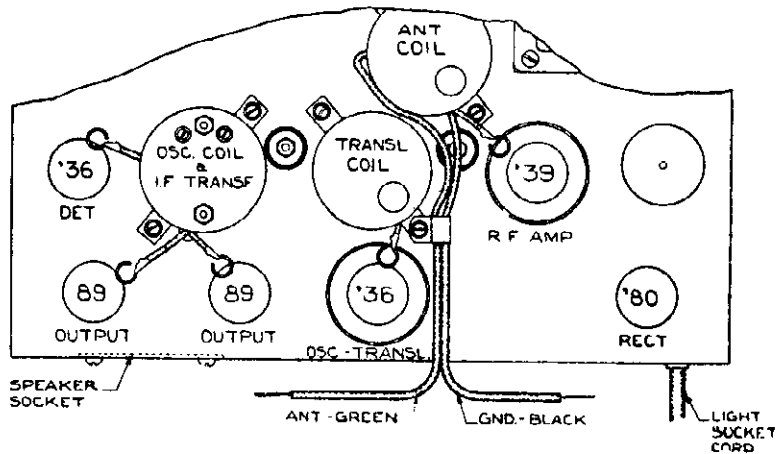 ANT
COIL
OSC. COIL
&
I.F TRANSF
TRANSL
COIL
'36
DET
'39
R F AMP
89
OUTPUT
89
OUTPUT
'36
OSC-TRANSL
'80
RECT
SPEAKER
SOCKET
ANT-GREEN
GND.-BLACK
LIGHT
SOCKET
CORD